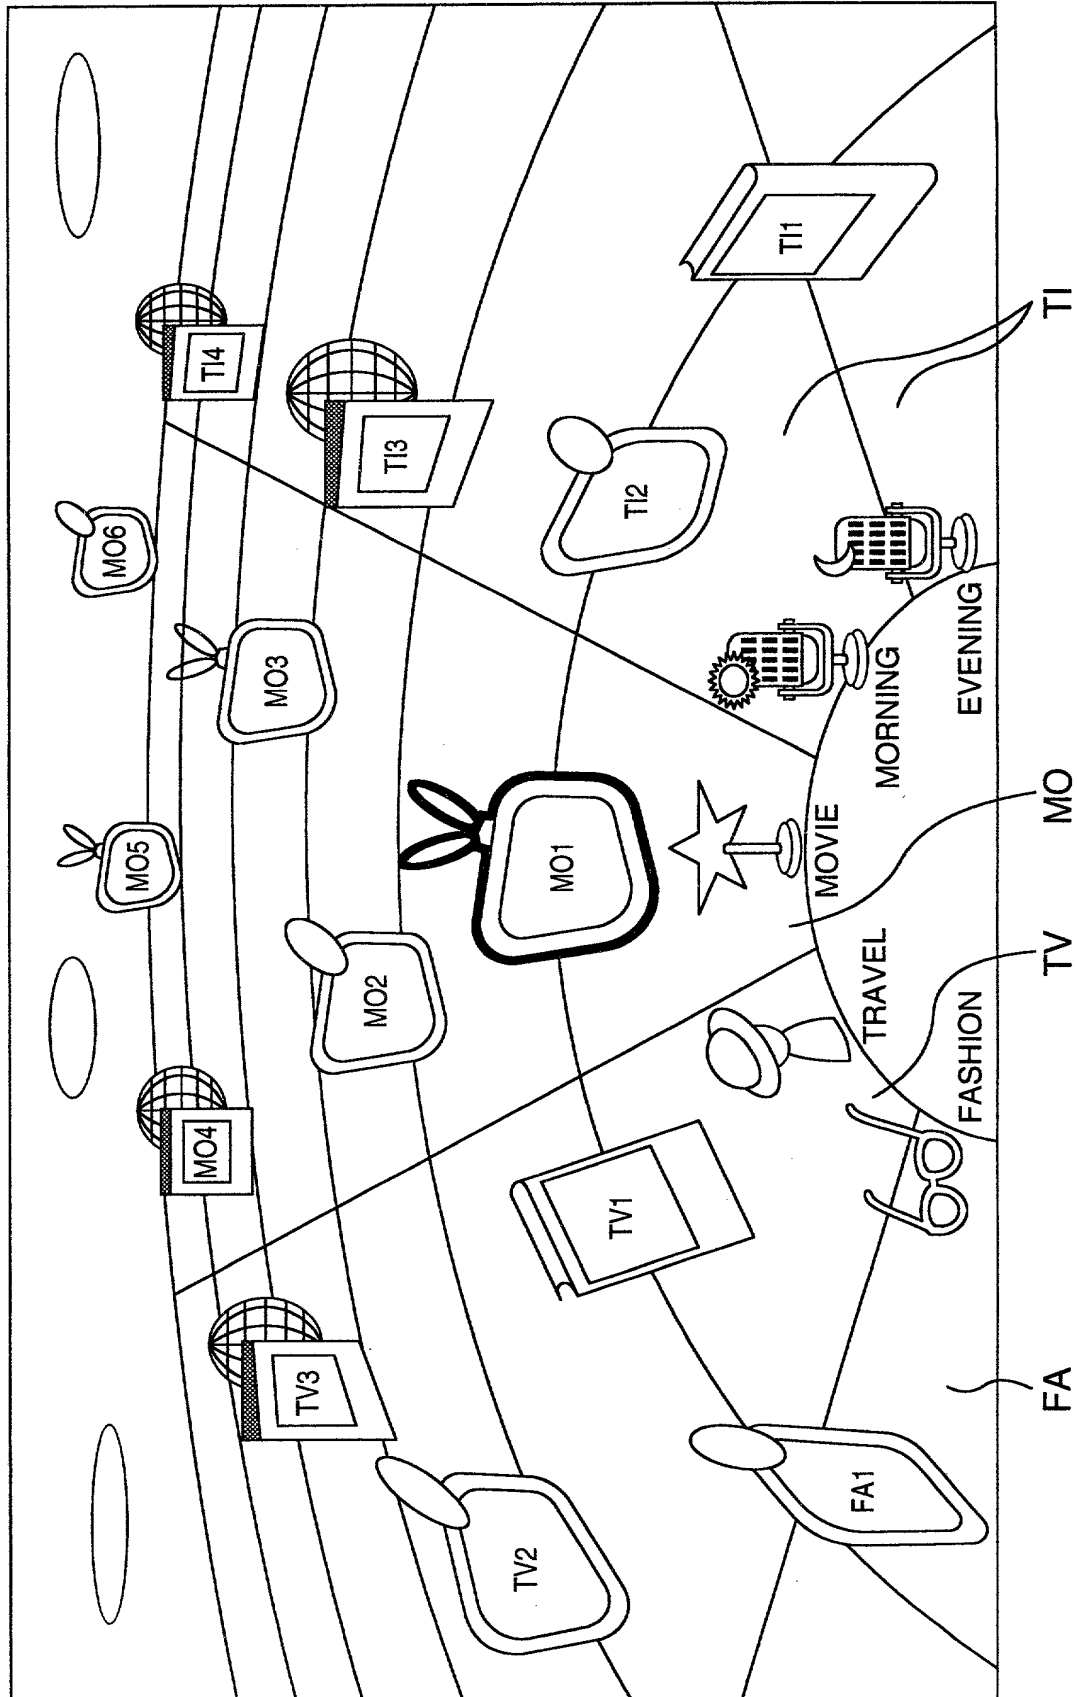 MO6
MO5
MO4
TI4
MO3
TV3
TI3
MO2
TI2
MO1
TV2
TV1
TI1
FA1
FASHION
TRAVEL
MOVIE
MORNING
EVENING
FA
TV
MO
TI